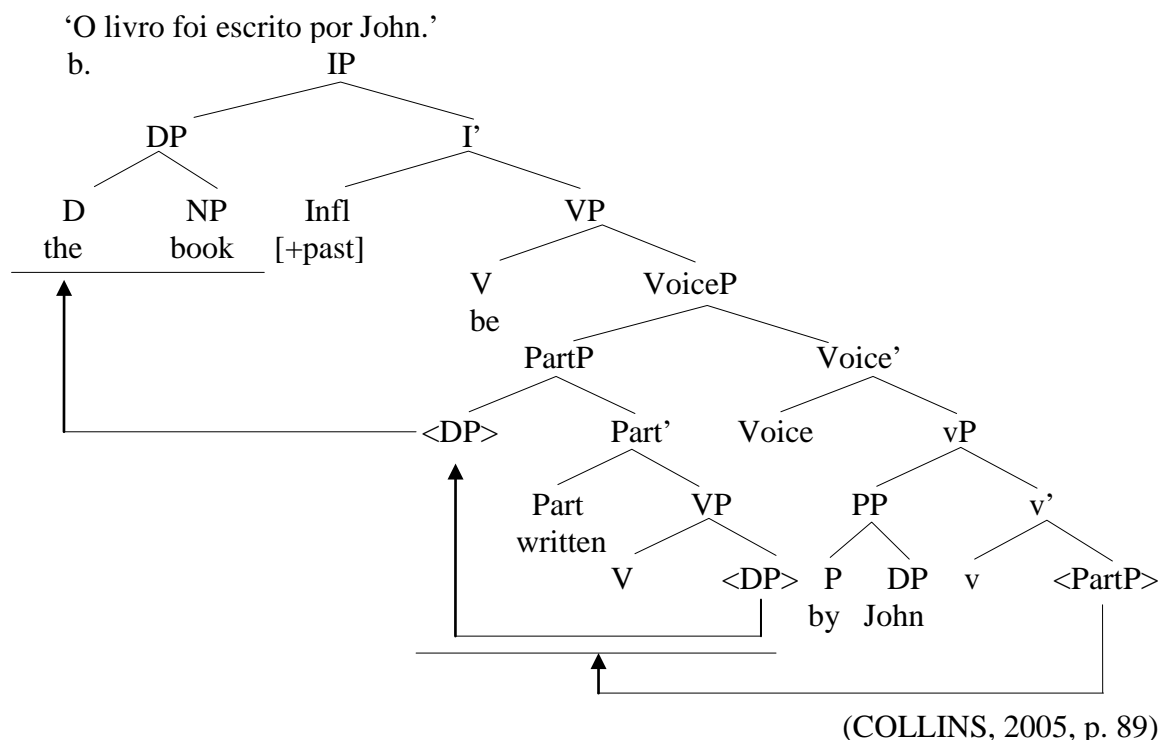 ‘O livro foi escrito por John.’
b. IP
DP I’
D NP Infl VP
the book [+past]
V VoiceP
be
PartP Voice’
<DP> Part’ Voice vP
Part VP PP v’
written
V <DP> P DP v <PartP>
by John
(COLLINS, 2005, p. 89)